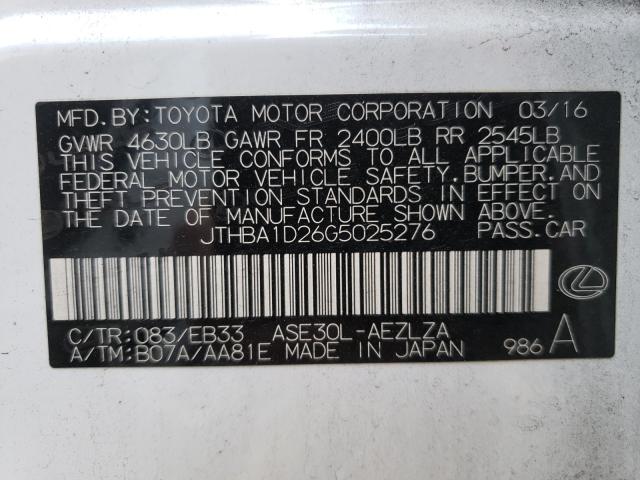 MFD.BY:TOYOTA MOTOR CORPORATION 03/16
GVWR 4630LB GAWR FR 2400LB RR 2545LB
THIS VEHICLE CONFORMS TO ALL APPLICABLE
FEDERAL MOTOR VEHICLE SAFETY.BUMPER.AND
THEFT PREVENTION STANDARDS IN EFFECT ON
THE DATE OF MANUFACTURE SHOWN ABOVE.
JTHBA1D26G5025276 PASS.CAR
C/TR:083/EB33 ASE30L-AEZLZA
A/TM:B07A/AA81E MADE IN JAPAN 986 A